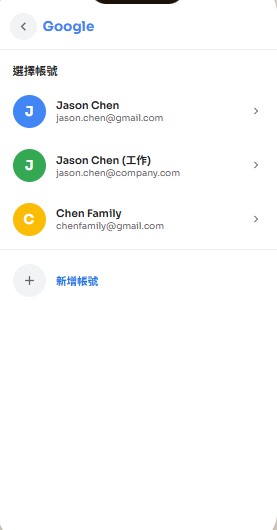 Google
選擇帳號
J
Jason Chen
jason.chen@gmail.com
J
Jason Chen (工作)
jason.chen@company.com
C
Chen Family
chenfamily@gmail.com
新增帳號